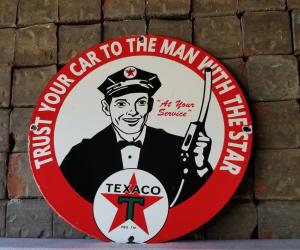 TRUST YOUR CAR TO THE MAN WITH THE STAR
"At Your
Service"
TEXACO
T